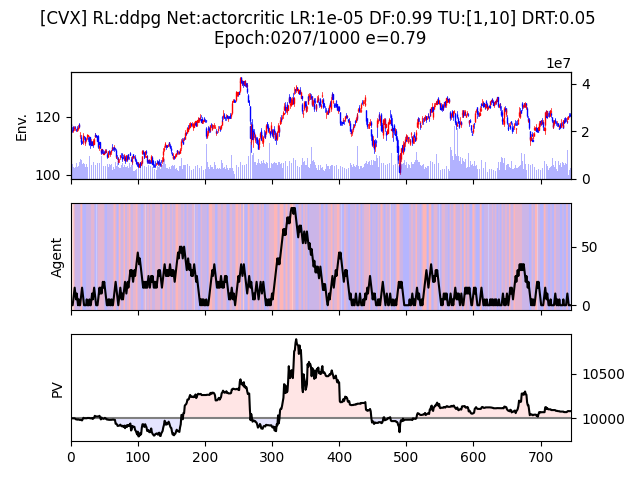 [CVX] RL:ddpg Net:actorcritic LR:1e-05 DF:0.99 TU:[1,10] DRT:0.05
Epoch:0207/1000 e=0.79
1e7
Env.
120
100
4
2
0
Agent
50
0
PV
10500
10000
0 100 200 300 400 500 600 700